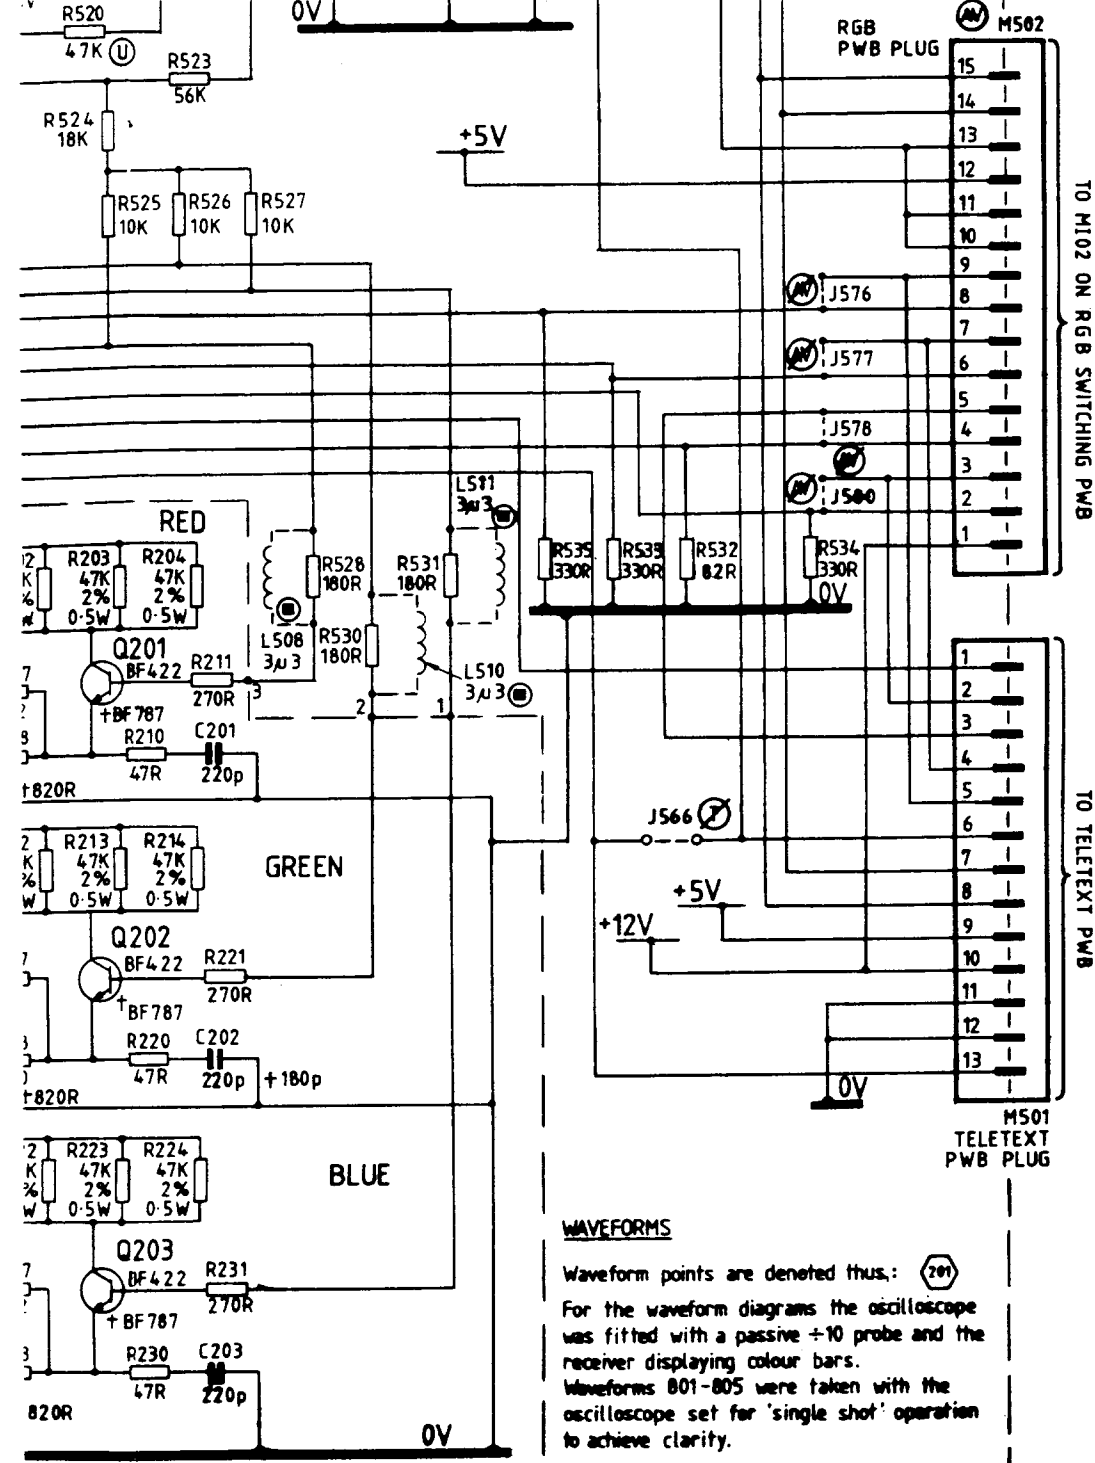 R520
47K U
0V
R523
56K
R524
18K
+5V
R525
10K
R526
10K
R527
10K
RGB
PWB PLUG
M502
15
14
13
12
11
10
9
8
7
6
5
4
3
2
1
TO M102 ON RGB SWITCHING PWB
J576
J577
J578
J580
RED
R203
47K
2%
0·5W
R204
47K
2%
0·5W
Q201
BF422
†BF787
R211
270R
3
R210
47R
C201
220p
†820R
L508
3µ3
R528
180R
R530
180R
2
R531
180R
1
L511
3µ3
L510
3µ3
R535
330R
R533
330R
R532
82R
R534
330R
0V
GREEN
R213
47K
2%
0·5W
R214
47K
2%
0·5W
Q202
BF422
†BF787
R221
270R
R220
47R
C202
220p
†180p
†820R
J566 T
+5V
+12V
0V
1
2
3
4
5
6
7
8
9
10
11
12
13
TO TELETEXT PWB
M501
TELETEXT
PWB PLUG
BLUE
R223
47K
2%
0·5W
R224
47K
2%
0·5W
Q203
BF422
†BF787
R231
270R
R230
47R
C203
220p
820R
0V
WAVEFORMS
Waveform points are denoted thus,: 201
For the waveform diagrams the oscilloscope
was fitted with a passive ÷10 probe and the
receiver displaying colour bars.
Waveforms 801-805 were taken with the
oscilloscope set for 'single shot' operation
to achieve clarity.